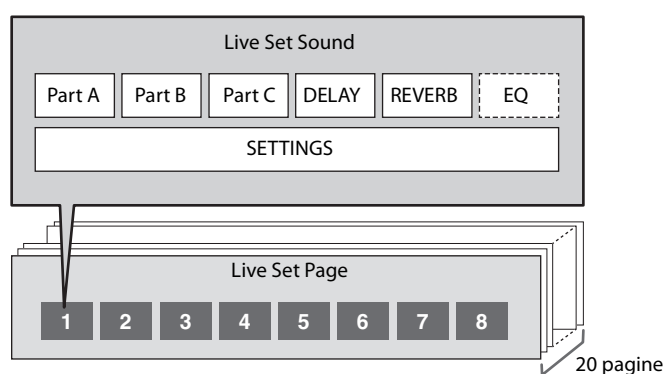 Live Set Sound
Part A Part B Part C DELAY REVERB EQ
SETTINGS
Live Set Page
1 2 3 4 5 6 7 8
20 pagine